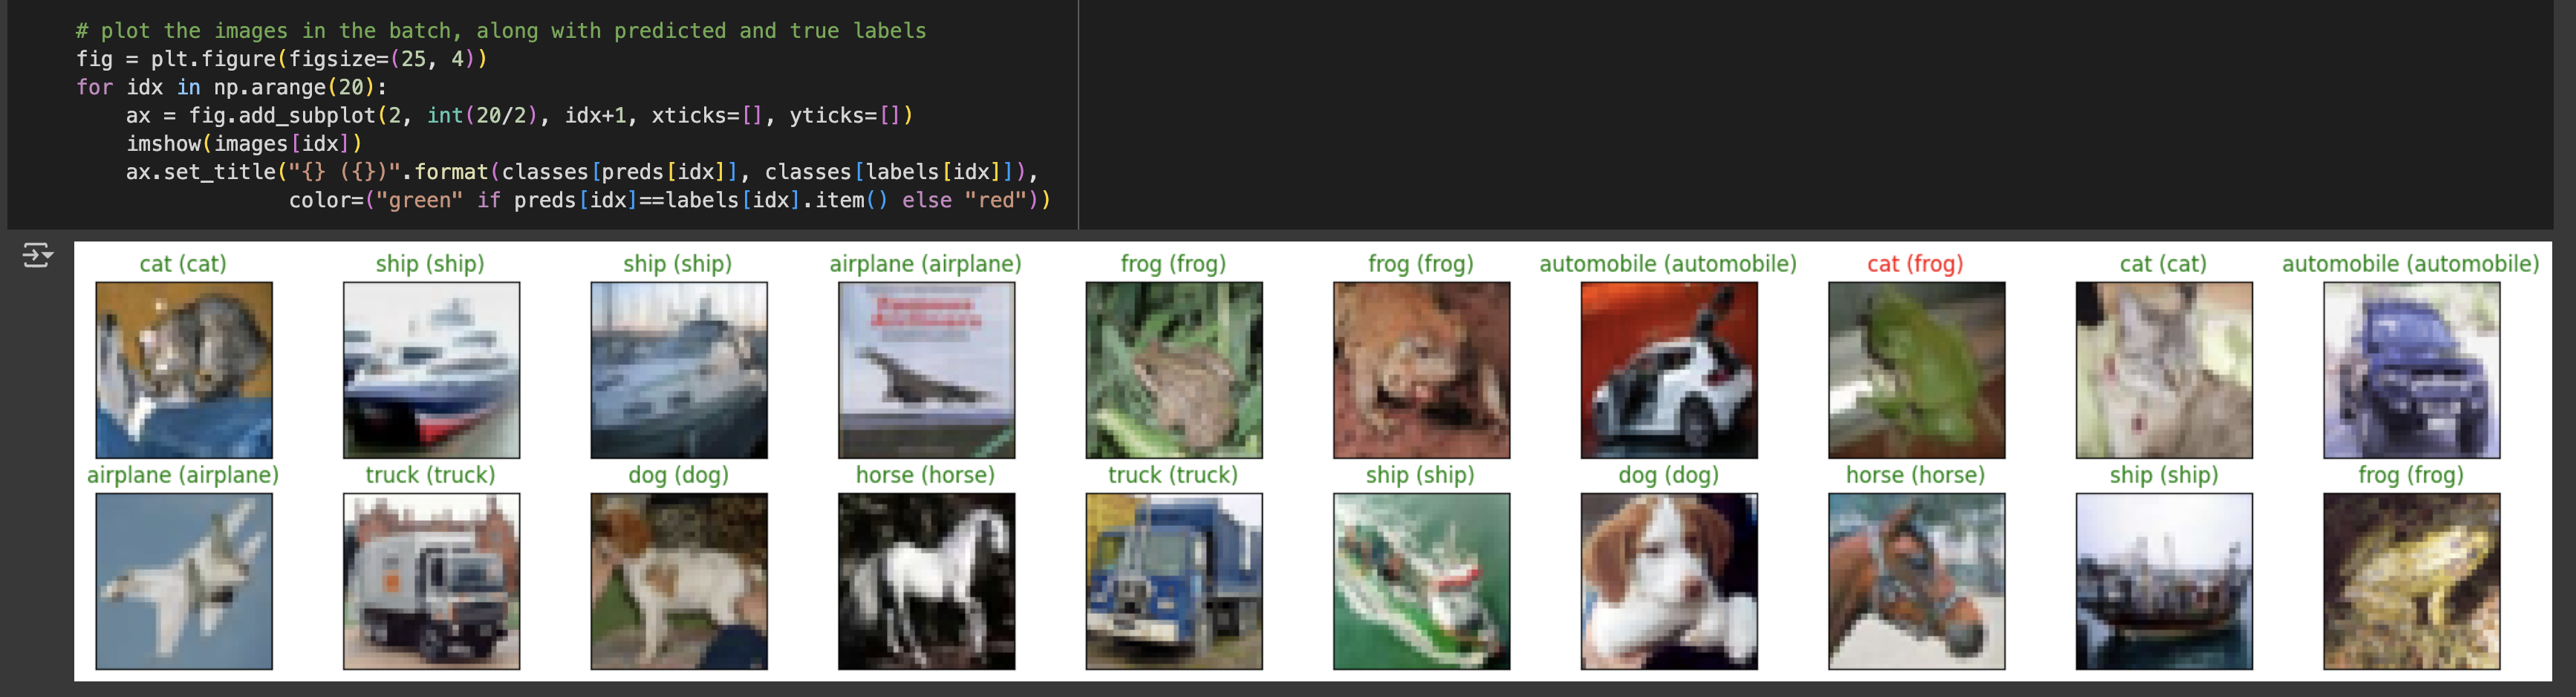 # plot the images in the batch, along with predicted and true labels
fig = plt.figure(figsize=(25, 4))
for idx in np.arange(20):
    ax = fig.add_subplot(2, int(20/2), idx+1, xticks=[], yticks=[])
    imshow(images[idx])
    ax.set_title("{} ({})".format(classes[preds[idx]], classes[labels[idx]]),
                 color=("green" if preds[idx]==labels[idx].item() else "red"))
cat (cat) ship (ship) ship (ship) airplane (airplane) frog (frog) frog (frog) automobile (automobile) cat (frog) cat (cat) automobile (automobile)
airplane (airplane) truck (truck) dog (dog) horse (horse) truck (truck) ship (ship) dog (dog) horse (horse) ship (ship) frog (frog)